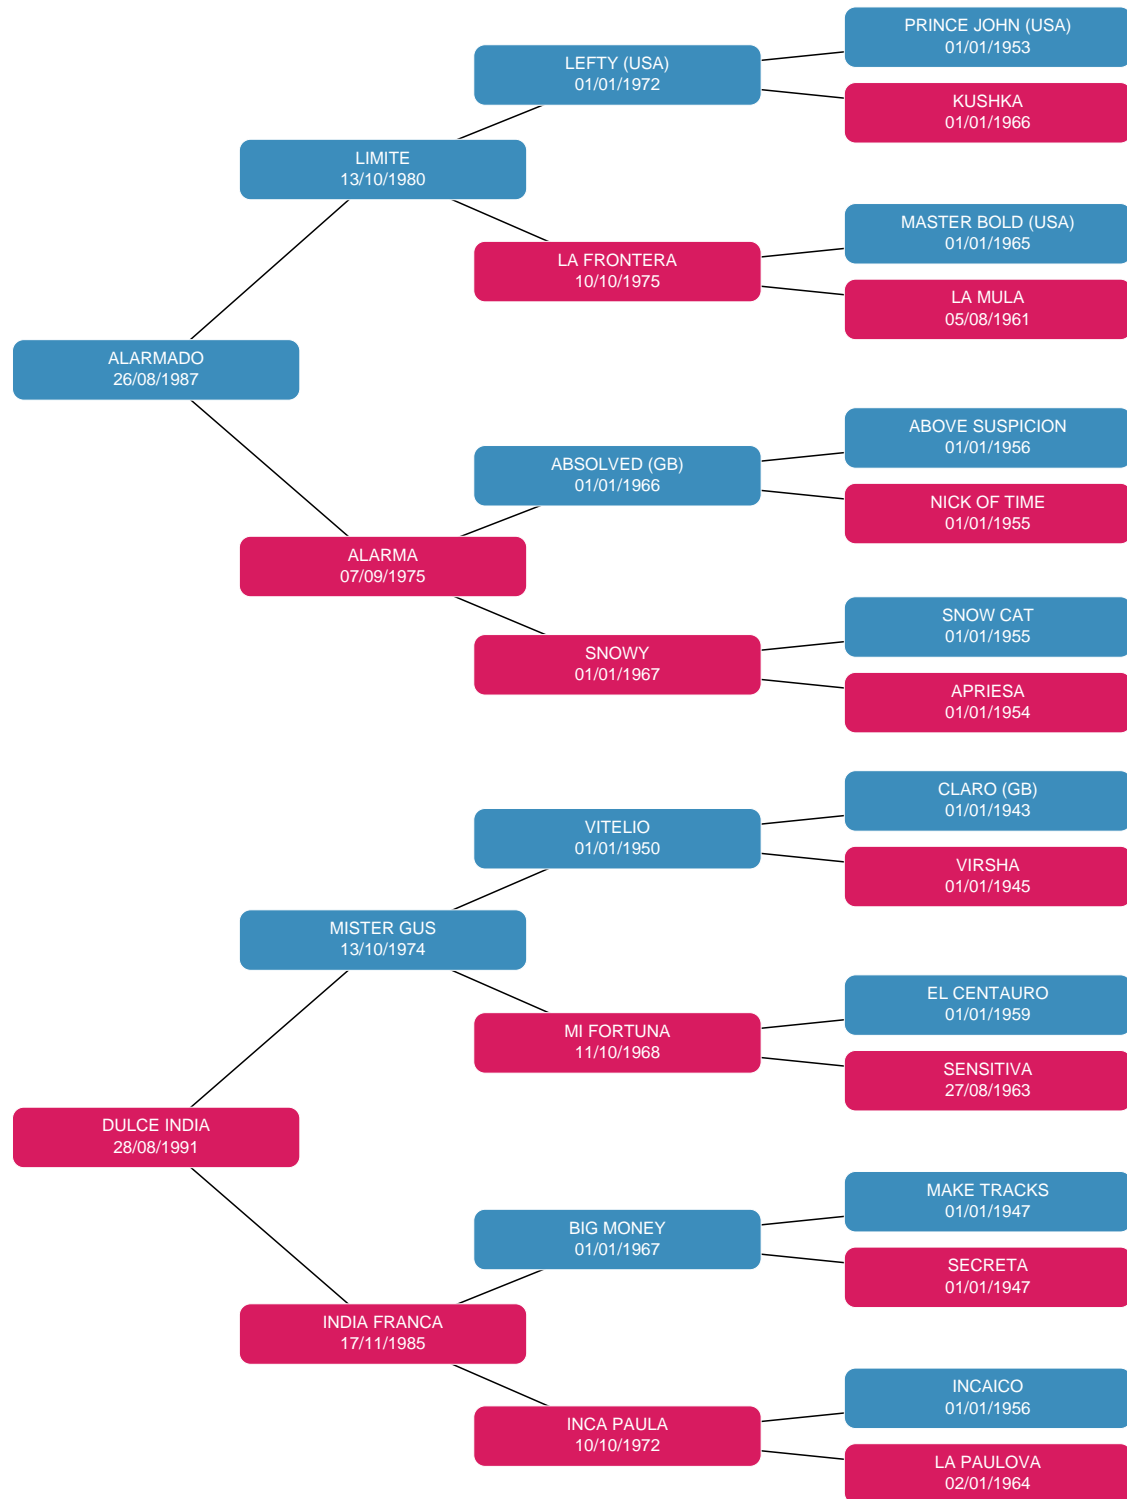 PRINCE JOHN (USA)
01/01/1953
LEFTY (USA)
01/01/1972
KUSHKA
01/01/1966
LIMITE
13/10/1980
MASTER BOLD (USA)
01/01/1965
LA FRONTERA
10/10/1975
LA MULA
05/08/1961
ALARMADO
26/08/1987
ABOVE SUSPICION
01/01/1956
ABSOLVED (GB)
01/01/1966
NICK OF TIME
01/01/1955
ALARMA
07/09/1975
SNOW CAT
01/01/1955
SNOWY
01/01/1967
APRIESA
01/01/1954
CLARO (GB)
01/01/1943
VITELIO
01/01/1950
VIRSHA
01/01/1945
MISTER GUS
13/10/1974
EL CENTAURO
01/01/1959
MI FORTUNA
11/10/1968
SENSITIVA
27/08/1963
DULCE INDIA
28/08/1991
MAKE TRACKS
01/01/1947
BIG MONEY
01/01/1967
SECRETA
01/01/1947
INDIA FRANCA
17/11/1985
INCAICO
01/01/1956
INCA PAULA
10/10/1972
LA PAULOVA
02/01/1964